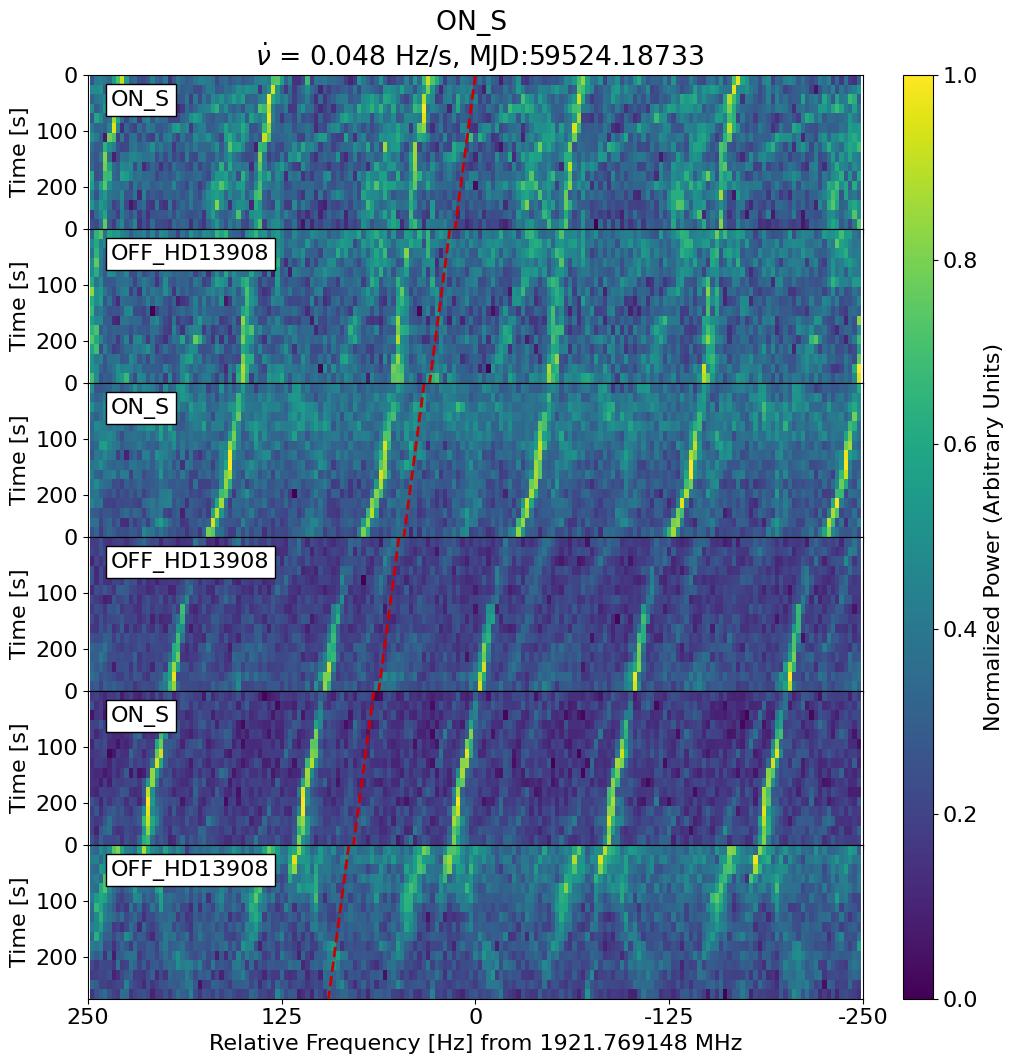 ON_S
ν̇ = 0.048 Hz/s, MJD:59524.18733
0
ON_S
100
Time [s]
200
0
OFF_HD13908
100
Time [s]
200
0
ON_S
100
Time [s]
200
0
OFF_HD13908
100
Time [s]
200
0
ON_S
100
Time [s]
200
0
OFF_HD13908
100
Time [s]
200
250 125 0 -125 -250
Relative Frequency [Hz] from 1921.769148 MHz
1.0
0.8
0.6
0.4
0.2
0.0
Normalized Power (Arbitrary Units)